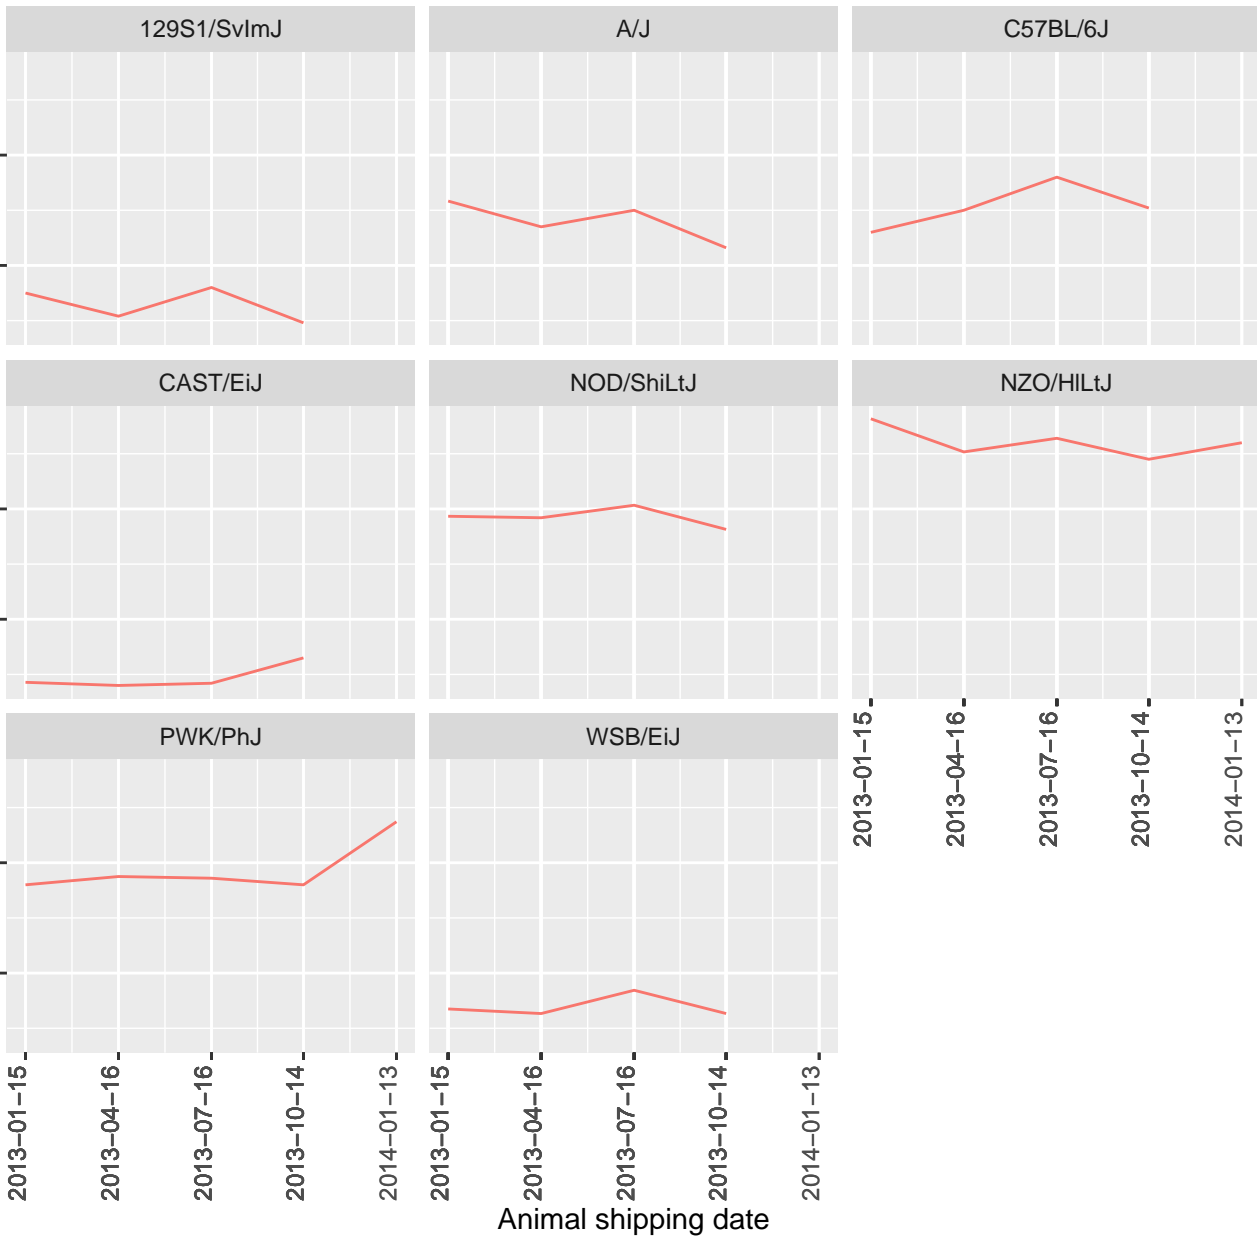 129S1/SvImJ
A/J
C57BL/6J
CAST/EiJ
NOD/ShiLtJ
NZO/HlLtJ
PWK/PhJ
WSB/EiJ
2013−01−15
2013−04−16
2013−07−16
2013−10−14
2014−01−13
2013−01−15
2013−04−16
2013−07−16
2013−10−14
2014−01−13
2013−01−15
2013−04−16
2013−07−16
2013−10−14
2014−01−13
Animal shipping date